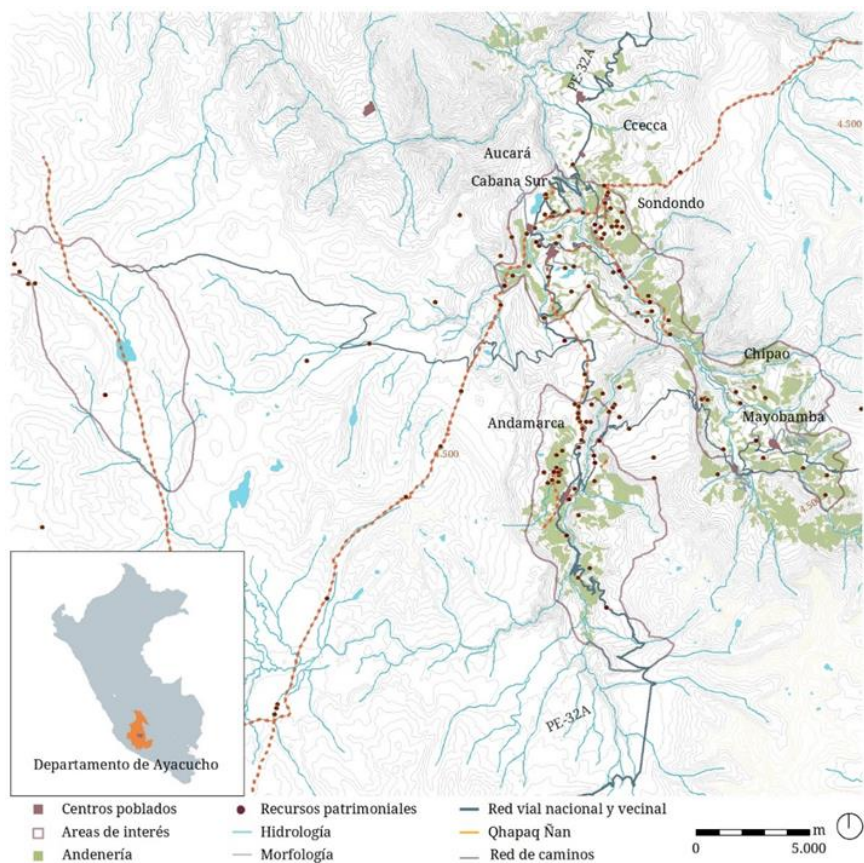 PE-32A
4.500
Ccecca
Aucará
Cabana Sur
Sondondo
Chipao
Andamarca
Mayobamba
4.500
4.500
PE-32A
Departamento de Ayacucho
Centros poblados
Recursos patrimoniales
Red vial nacional y vecinal
Areas de interés
Hidrología
Qhapaq Ñan
Andenería
Morfología
Red de caminos
m
0
5.000